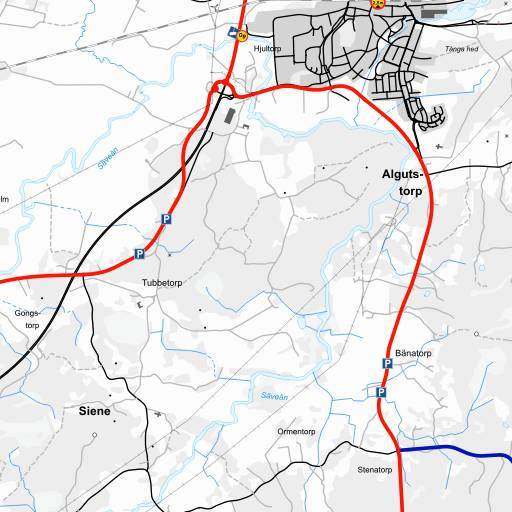 Hjultorp
Tånga hed
Säveån
Alguts-
torp
lm
P
P
Tubbetorp
Gongs-
torp
Bånatorp
P
P
Säveån
Siene
Ormentorp
Stenatorp